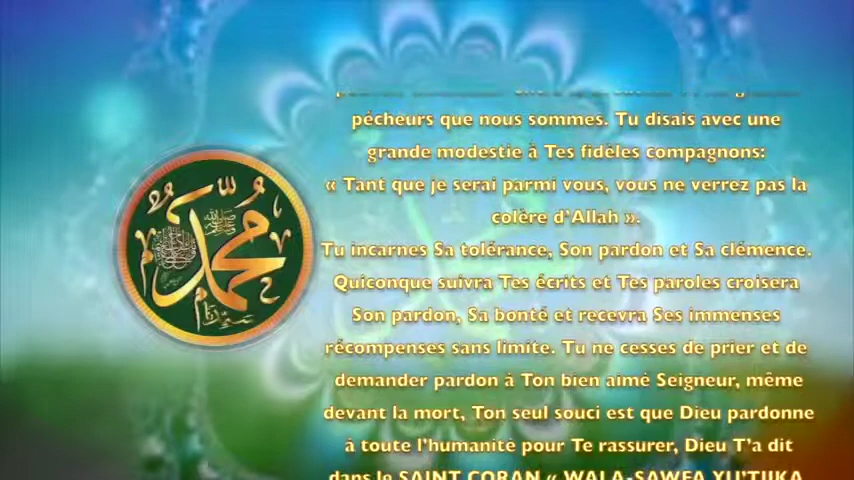 محمد
pécheurs que nous sommes. Tu disais avec une
grande modestie à Tes fidèles compagnons:
« Tant que je serai parmi vous, vous ne verrez pas la
colère d'Allah ».
Tu incarnes Sa tolérance, Son pardon et Sa clémence.
Quiconque suivra Tes écrits et Tes paroles croisera
Son pardon, Sa bonté et recevra Ses immenses
récompenses sans limite. Tu ne cesses de prier et de
demander pardon à Ton bien aimé Seigneur, même
devant la mort, Ton seul souci est que Dieu pardonne
à toute l'humanité pour Te rassurer, Dieu T'a dit
dans le SAINT CORAN « WALA-SAWFA YU'TIIKA